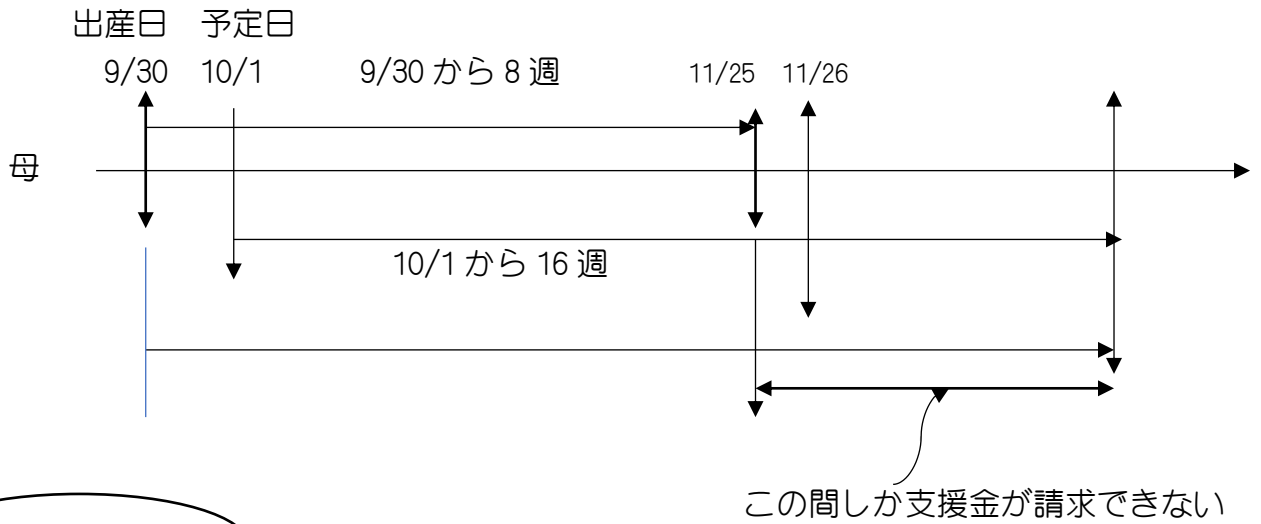 出産日 予定日
9/30 10/1 9/30 から 8 週 11/25 11/26
母
10/1 から 16 週
この間しか支援金が請求できない